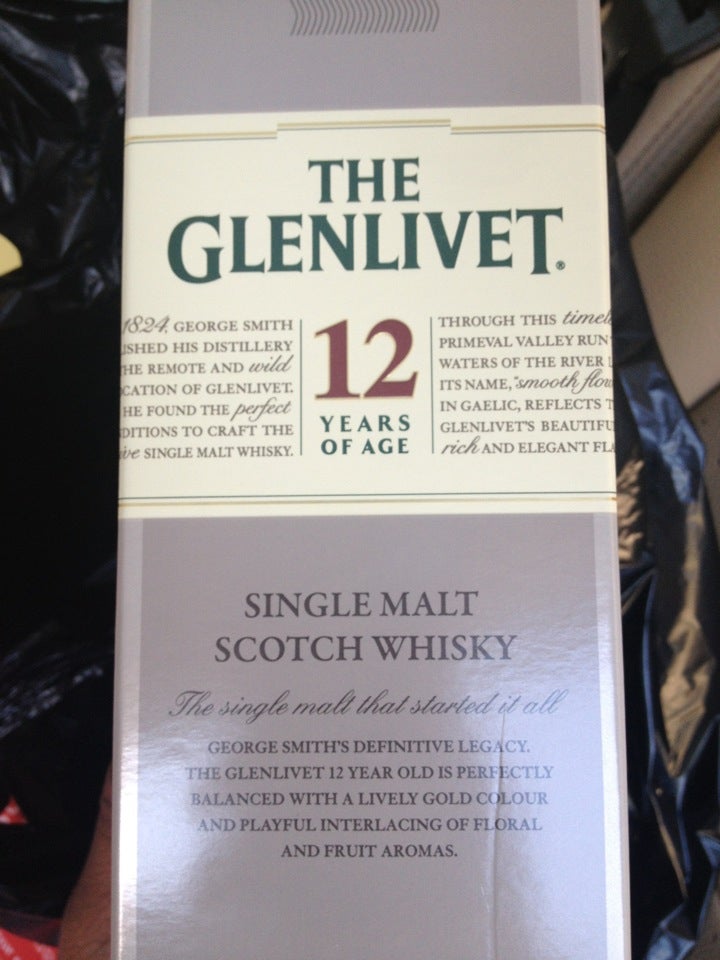 THE
GLENLIVET®
1824, GEORGE SMITH
HIS DISTILLERY
REMOTE AND wild
OF GLENLIVET.
HE FOUND THE perfect
TO CRAFT THE
SINGLE MALT WHISKY.
12
YEARS
OF AGE
THROUGH THIS
PRIMEVAL VALLEY
WATERS OF THE RIVER
ITS NAME, "smooth
IN GAELIC, REFLECTS
GLENLIVET'S
rich AND ELEGANT
SINGLE MALT
SCOTCH WHISKY
The single malt that started it all
GEORGE SMITH'S DEFINITIVE LEGACY.
THE GLENLIVET 12 YEAR OLD IS PERFECTLY
BALANCED WITH A LIVELY GOLD COLOUR
AND PLAYFUL INTERLACING OF FLORAL
AND FRUIT AROMAS.